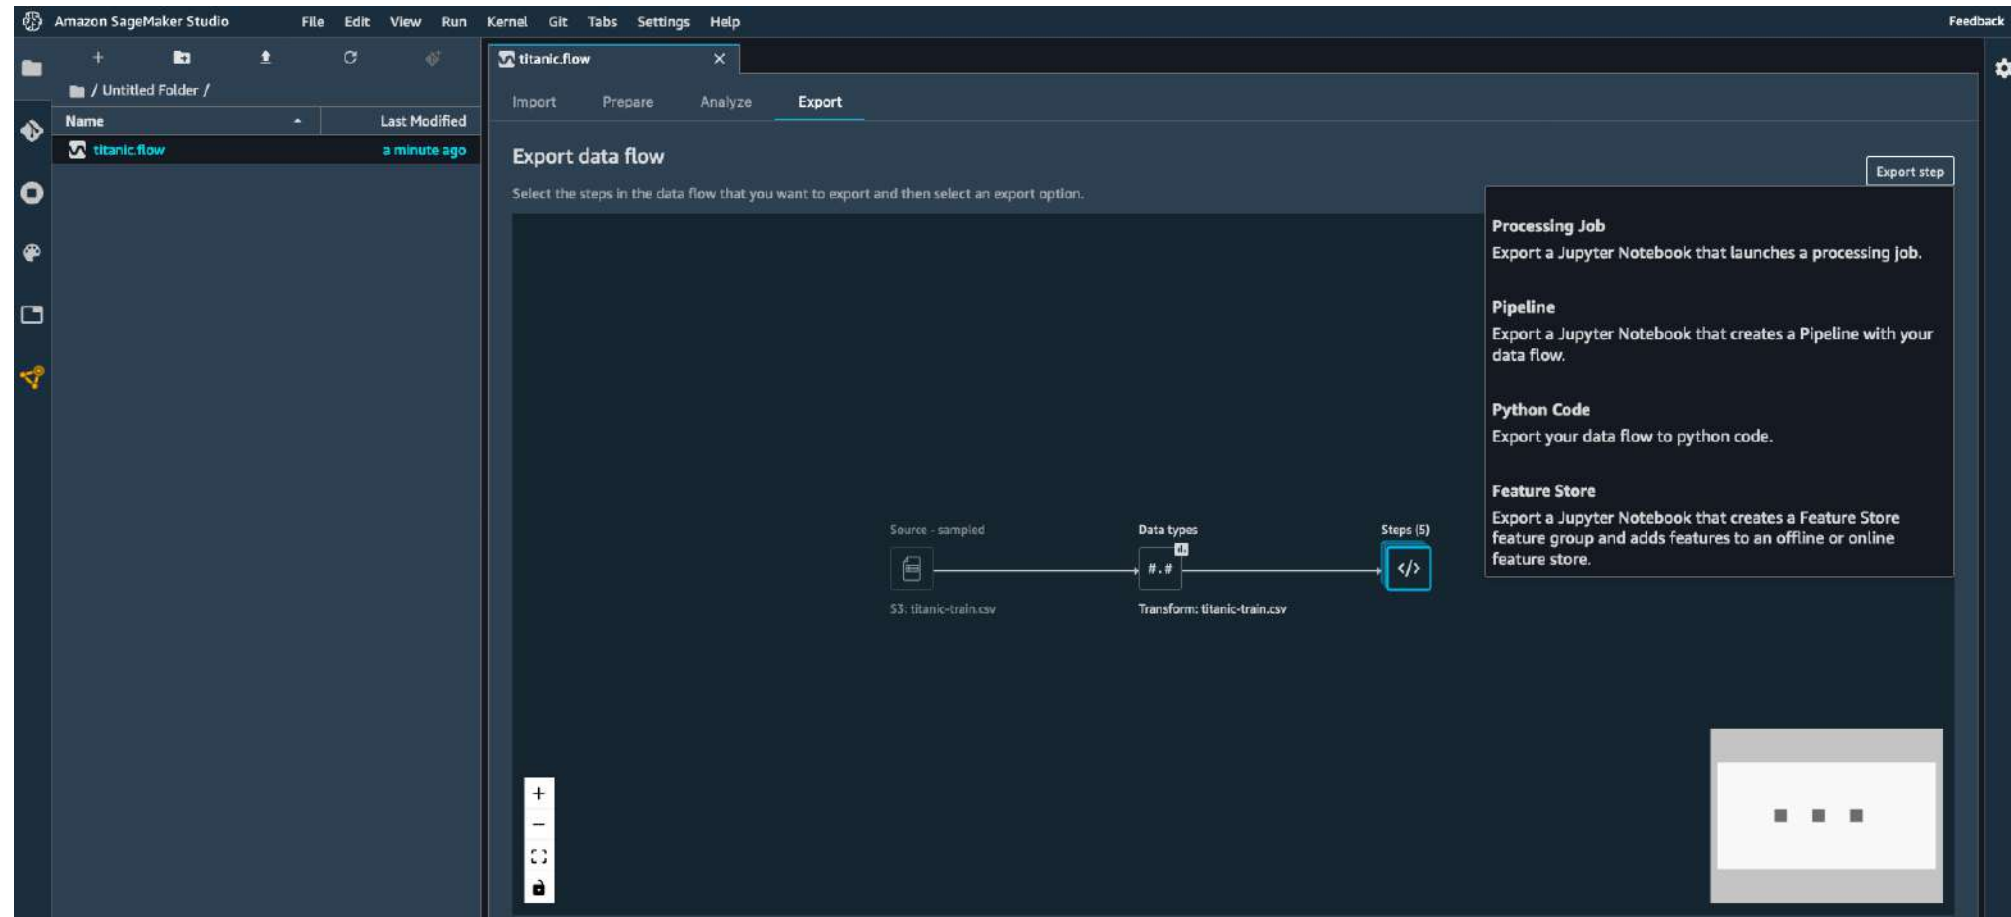 Amazon SageMaker Studio File Edit View Run Kernel Git Tabs Settings Help Feedback
/ Untitled Folder /
Name Last Modified
titanic.flow a minute ago
titanic.flow
Import Prepare Analyze Export
Export data flow
Select the steps in the data flow that you want to export and then select an export option.
Export step
Processing Job
Export a Jupyter Notebook that launches a processing job.
Pipeline
Export a Jupyter Notebook that creates a Pipeline with your
data flow.
Python Code
Export your data flow to python code.
Feature Store
Export a Jupyter Notebook that creates a Feature Store
feature group and adds features to an offline or online
feature store.
Source - sampled Data types Steps (5)
#.# </>
S3: titanic-train.csv Transform: titanic-train.csv